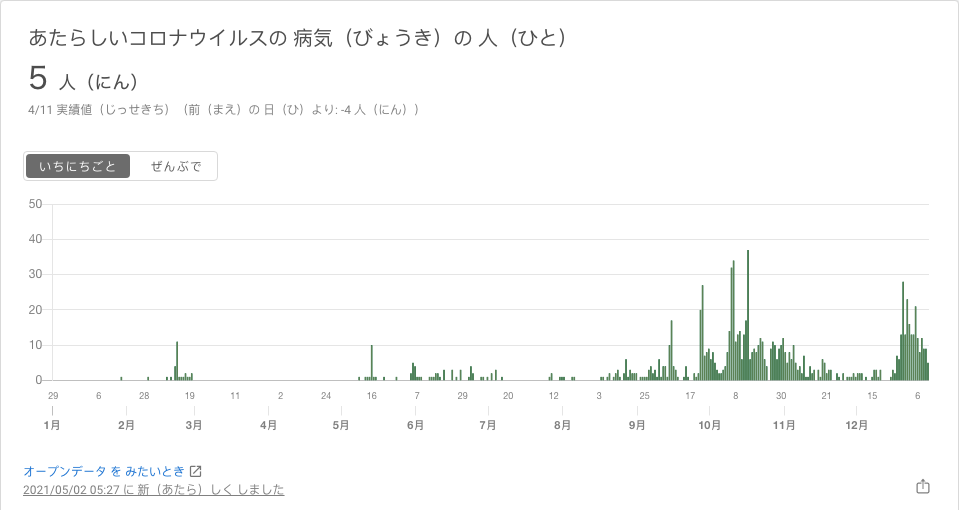 あたらしいコロナウイルスの 病気（びょうき）の 人（ひと）
5 人（にん）
4/11 実績値（じっせきち）（前（まえ）の 日（ひ）より: -4 人（にん））
いちにちごと ぜんぶで
50
40
30
20
10
0
29 6 28 19 11 2 24 16 7 29 20 12 3 25 17 8 30 21 15 6
1月 2月 3月 4月 5月 6月 7月 8月 9月 10月 11月 12月
オープンデータ を みたいとき
2021/05/02 05:27 に 新（あたら）しく しました